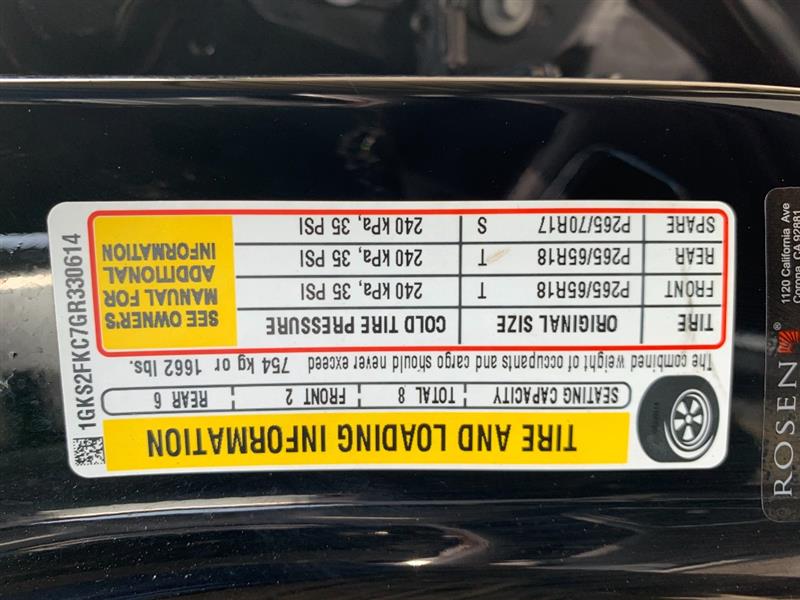 TIRE AND LOADING INFORMATION
SEATING CAPACITY TOTAL 8 FRONT 2 REAR 6
The combined weight of occupants and cargo should never exceed 754 kg or 1662 lbs.
TIRE ORIGINAL SIZE COLD TIRE PRESSURE
FRONT P265/65R18 T 240 kPa, 35 PSI
REAR P265/65R18 T 240 kPa, 35 PSI
SPARE P265/70R17 S 240 kPa, 35 PSI
SEE OWNER'S
MANUAL FOR
ADDITIONAL
INFORMATION
1GKS2FKC7GR330614
ROSEN
1120 California Ave
Corona, CA 92881